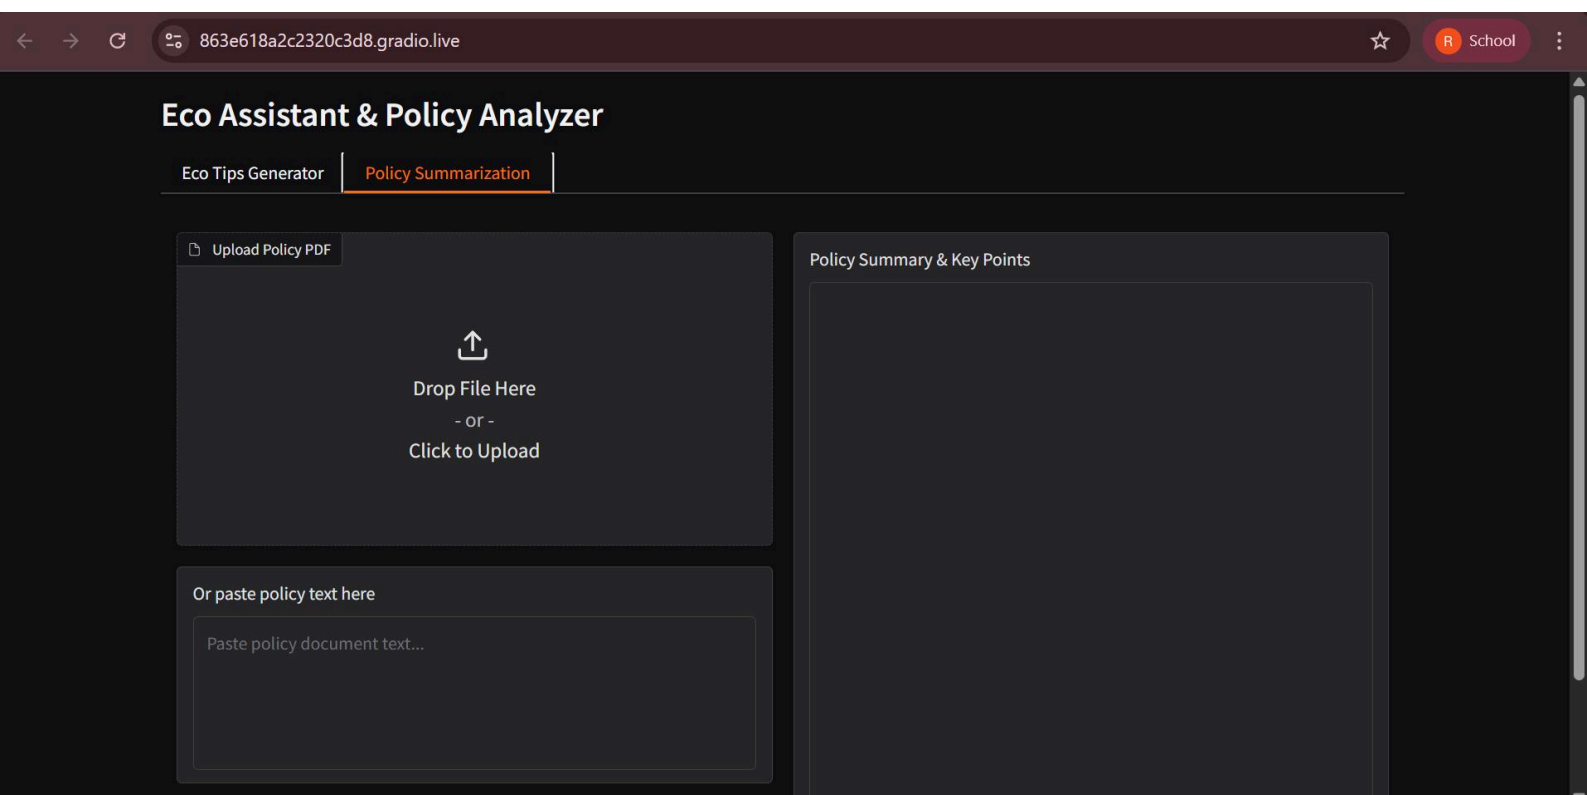 863e618a2c2320c3d8.gradio.live
R School
Eco Assistant & Policy Analyzer
Eco Tips Generator
Policy Summarization
Upload Policy PDF
Drop File Here
- or -
Click to Upload
Or paste policy text here
Paste policy document text...
Policy Summary & Key Points